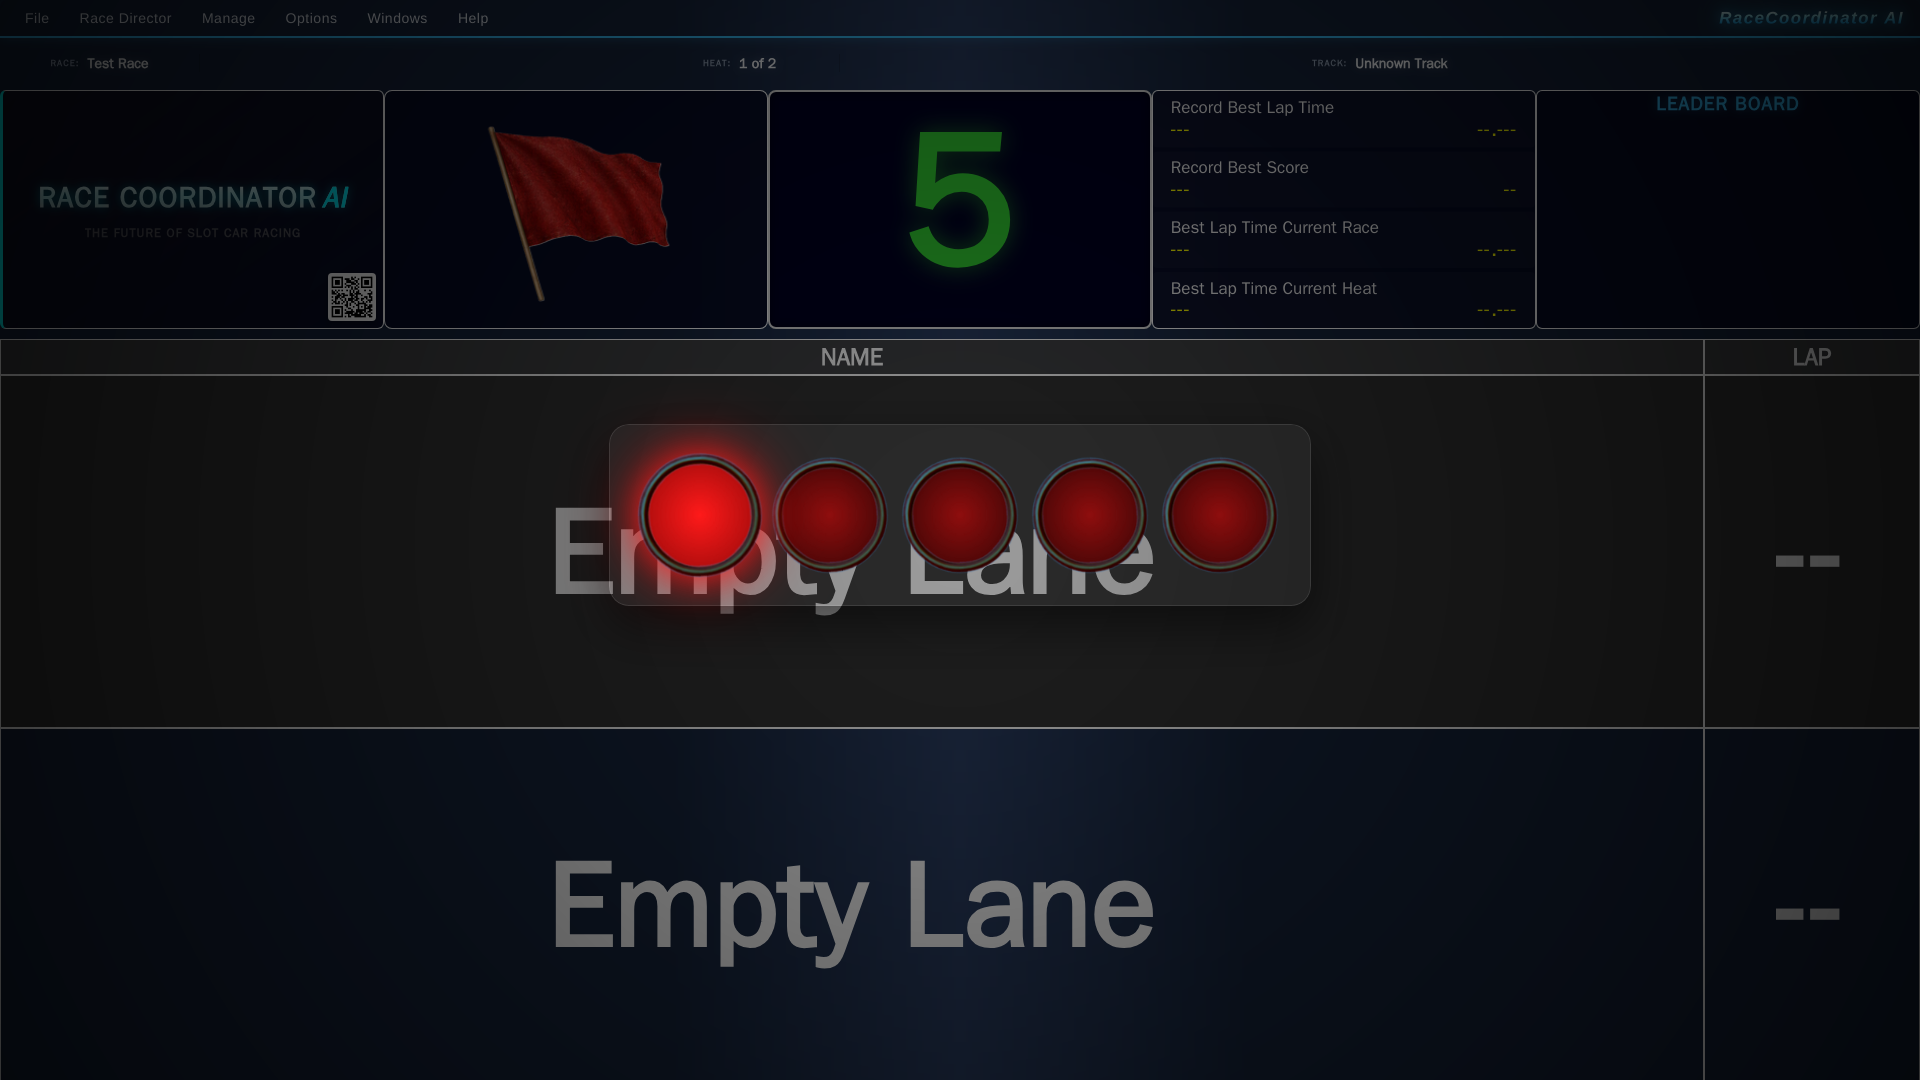 File Race Director Manage Options Windows Help RaceCoordinator AI
RACE: Test Race HEAT: 1 of 2 TRACK: Unknown Track
RACE COORDINATOR AI
THE FUTURE OF SLOT CAR RACING
5
Record Best Lap Time
--- --.---
Record Best Score
--- --
Best Lap Time Current Race
--- --.---
Best Lap Time Current Heat
--- --.---
LEADER BOARD
NAME LAP
Empty Lane --
Empty Lane --